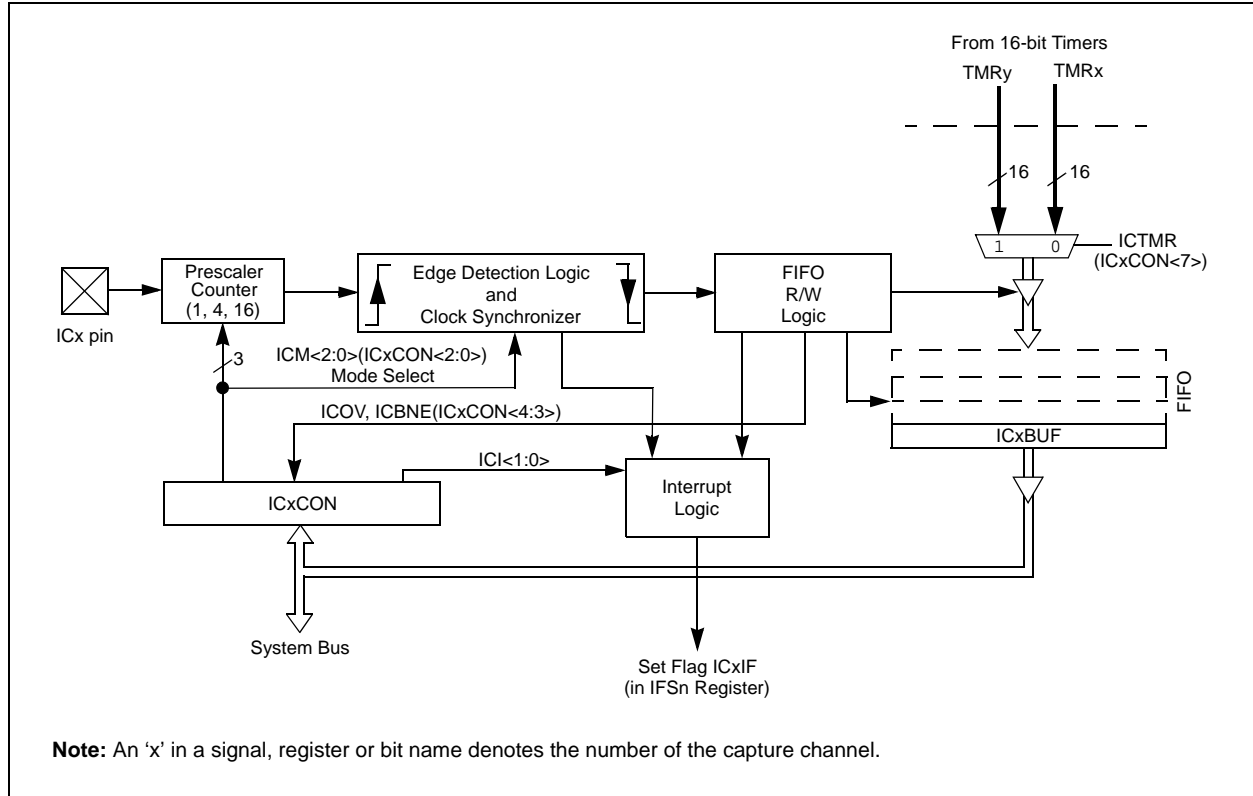 From 16-bit Timers
TMRy TMRx
16 16
1 0
ICTMR
(ICxCON<7>)
Prescaler
Counter
(1, 4, 16)
Edge Detection Logic
and
Clock Synchronizer
FIFO
R/W
Logic
ICx pin
3
ICM<2:0>(ICxCON<2:0>)
Mode Select
FIFO
ICOV, ICBNE(ICxCON<4:3>)
ICxBUF
ICI<1:0>
ICxCON
Interrupt
Logic
System Bus
Set Flag ICxIF
(in IFSn Register)
Note: An ‘x’ in a signal, register or bit name denotes the number of the capture channel.